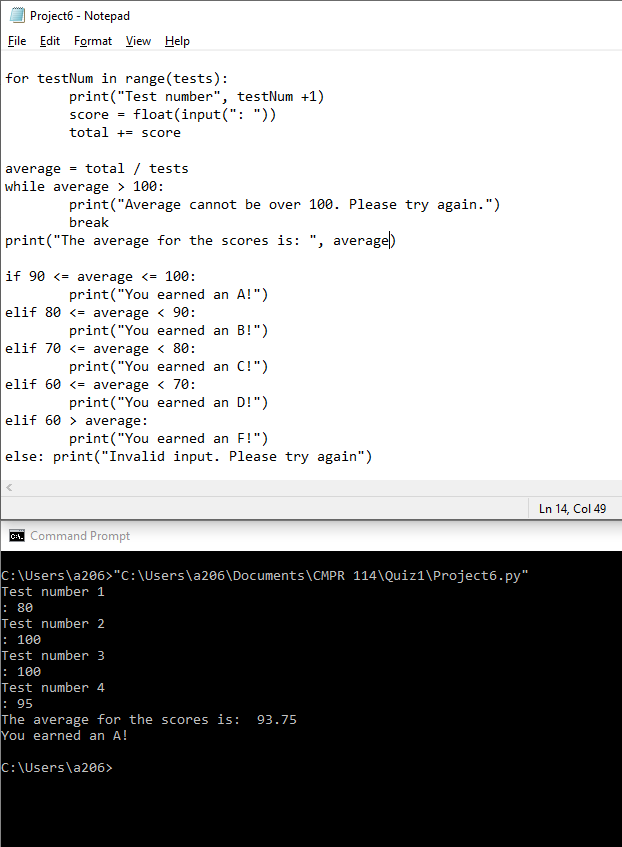 Project6 - Notepad
File Edit Format View Help
for testNum in range(tests):
        print("Test number", testNum +1)
        score = float(input(": "))
        total += score
average = total / tests
while average > 100:
        print("Average cannot be over 100. Please try again.")
        break
print("The average for the scores is: ", average)
if 90 <= average <= 100:
        print("You earned an A!")
elif 80 <= average < 90:
        print("You earned an B!")
elif 70 <= average < 80:
        print("You earned an C!")
elif 60 <= average < 70:
        print("You earned an D!")
elif 60 > average:
        print("You earned an F!")
else: print("Invalid input. Please try again")
Ln 14, Col 49
C:\. Command Prompt
C:\Users\a206>"C:\Users\a206\Documents\CMPR 114\Quiz1\Project6.py"
Test number 1
: 80
Test number 2
: 100
Test number 3
: 100
Test number 4
: 95
The average for the scores is:  93.75
You earned an A!
C:\Users\a206>